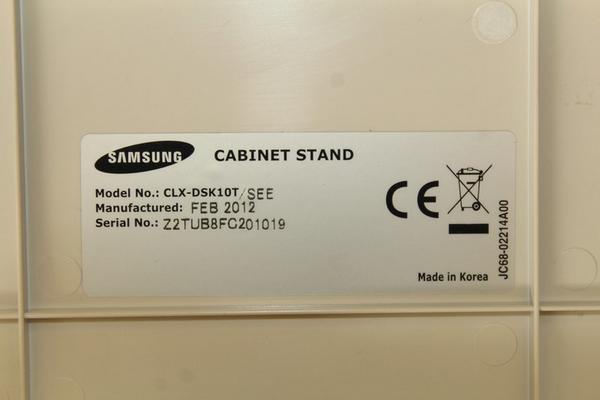 SAMSUNG
CABINET STAND
Model No.: CLX-DSK10T/SEE
Manufactured: FEB 2012
Serial No.: Z2TUB8FC201019
CE
Made in Korea
JC68-02214A00